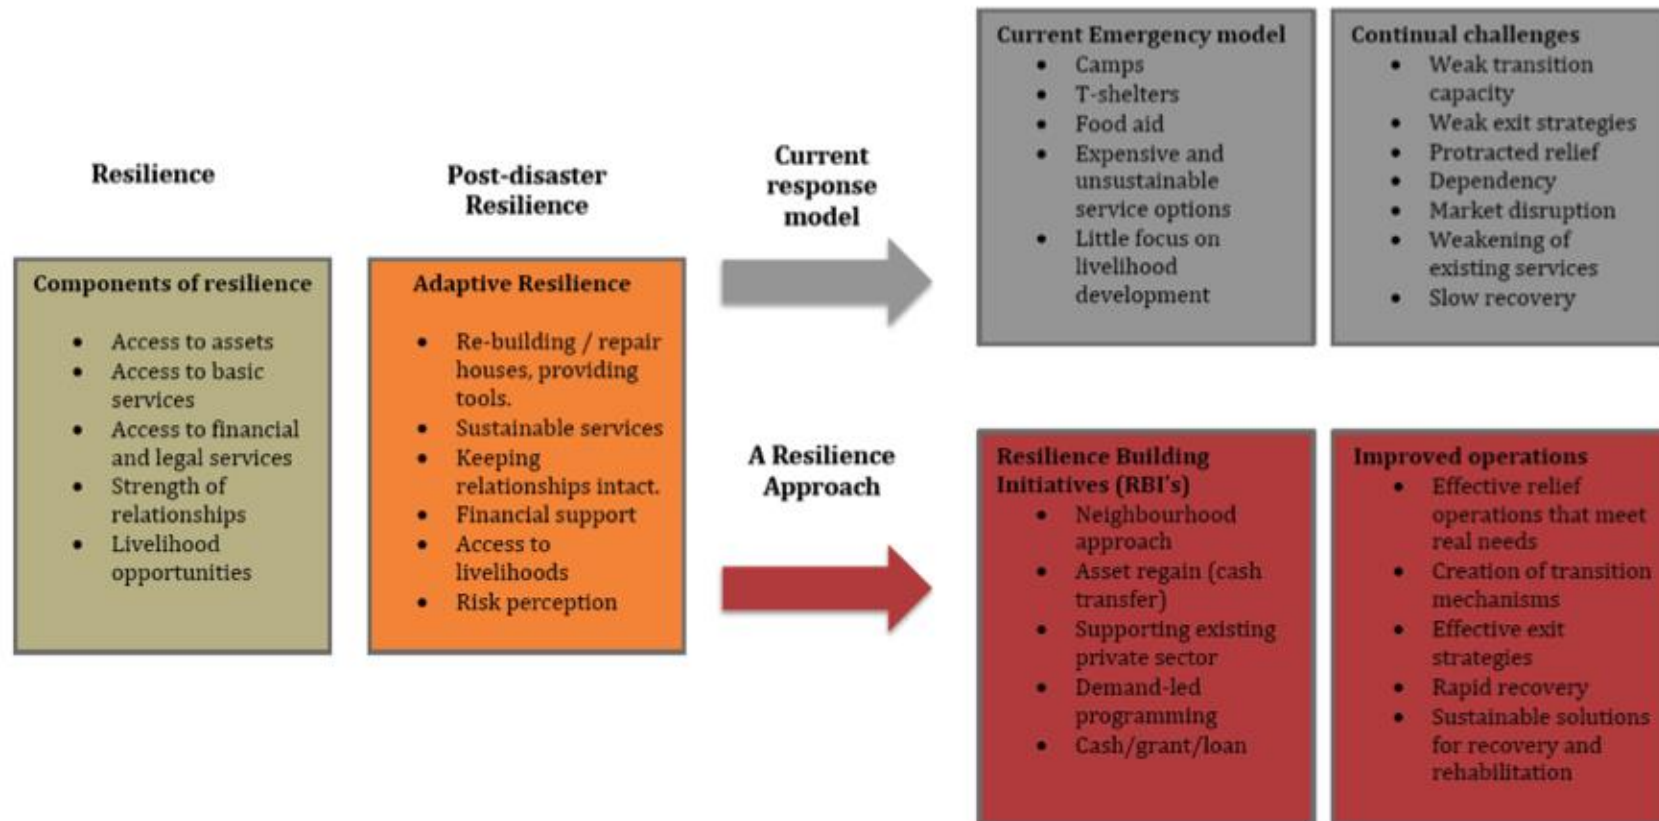 Resilience
Components of resilience
• Access to assets
• Access to basic
services
• Access to financial
and legal services
• Strength of
relationships
• Livelihood
opportunities
Post-disaster
Resilience
Adaptive Resilience
• Re-building / repair
houses, providing
tools.
• Sustainable services
• Keeping
relationships intact.
• Financial support
• Access to
livelihoods
• Risk perception
Current
response
model
Current Emergency model
• Camps
• T-shelters
• Food aid
• Expensive and
unsustainable
service options
• Little focus on
livelihood
development
Continual challenges
• Weak transition
capacity
• Weak exit strategies
• Protracted relief
• Dependency
• Market disruption
• Weakening of
existing services
• Slow recovery
A Resilience
Approach
Resilience Building
Initiatives (RBI's)
• Neighbourhood
approach
• Asset regain (cash
transfer)
• Supporting existing
private sector
• Demand-led
programming
• Cash/grant/loan
Improved operations
• Effective relief
operations that meet
real needs
• Creation of transition
mechanisms
• Effective exit
strategies
• Rapid recovery
• Sustainable solutions
for recovery and
rehabilitation